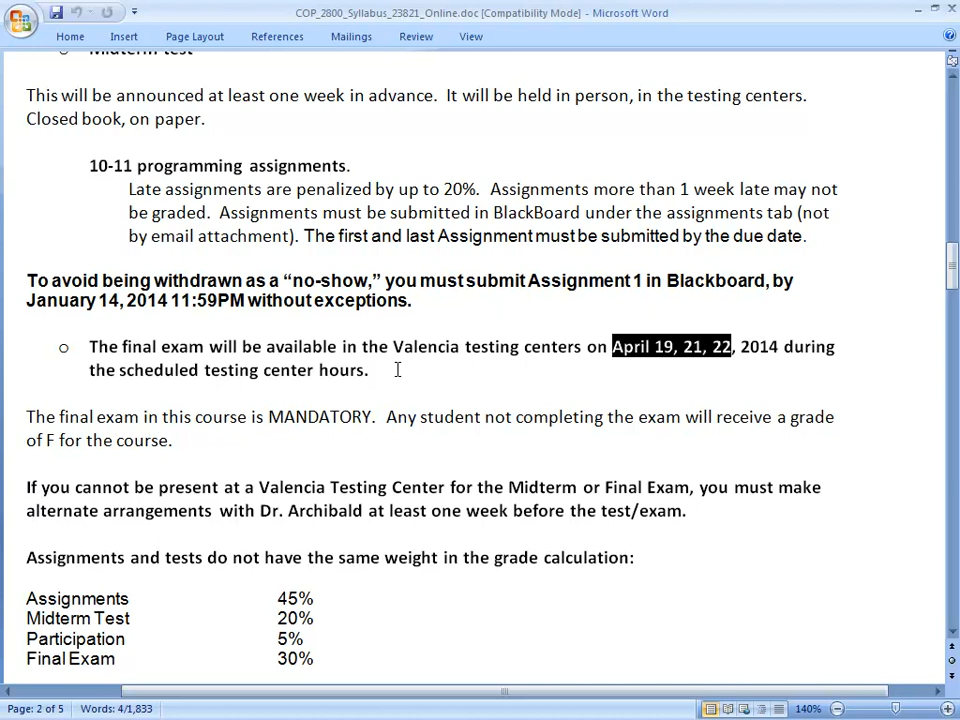 COP_2800_Syllabus_23821_Online.doc [Compatibility Mode] - Microsoft Word
Home Insert Page Layout References Mailings Review View
o Midterm test
This will be announced at least one week in advance. It will be held in person, in the testing centers.
Closed book, on paper.
10-11 programming assignments.
Late assignments are penalized by up to 20%. Assignments more than 1 week late may not
be graded. Assignments must be submitted in BlackBoard under the assignments tab (not
by email attachment). The first and last Assignment must be submitted by the due date.
To avoid being withdrawn as a “no-show,” you must submit Assignment 1 in Blackboard, by
January 14, 2014 11:59PM without exceptions.
o The final exam will be available in the Valencia testing centers on April 19, 21, 22, 2014 during
the scheduled testing center hours.
The final exam in this course is MANDATORY. Any student not completing the exam will receive a grade
of F for the course.
If you cannot be present at a Valencia Testing Center for the Midterm or Final Exam, you must make
alternate arrangements with Dr. Archibald at least one week before the test/exam.
Assignments and tests do not have the same weight in the grade calculation:
Assignments 45%
Midterm Test 20%
Participation 5%
Final Exam 30%
Page: 2 of 5 Words: 4/1,833 140%